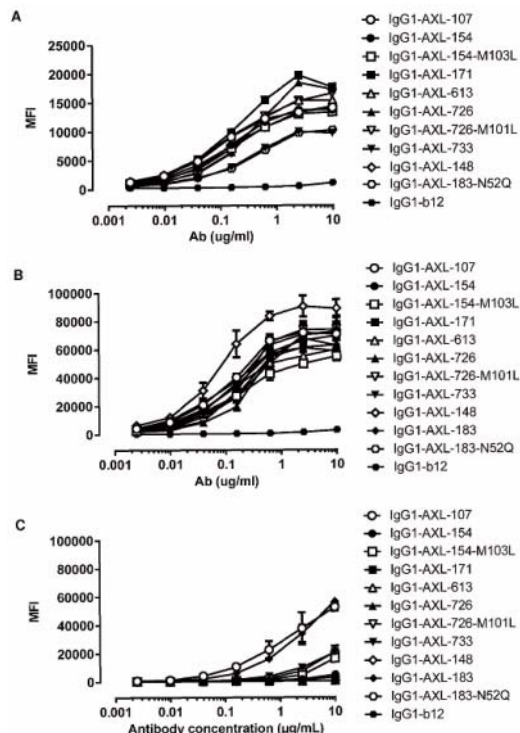 A
MFI
25000
20000
15000
10000
5000
0
0.001 0.01 0.1 1 10
Ab (ug/ml)
IgG1-AXL-107
IgG1-AXL-154
IgG1-AXL-154-M103L
IgG1-AXL-171
IgG1-AXL-613
IgG1-AXL-726
IgG1-AXL-726-M101L
IgG1-AXL-733
IgG1-AXL-148
IgG1-AXL-183-N52Q
IgG1-b12
B
MFI
100000
80000
60000
40000
20000
0
0.001 0.01 0.1 1 10
Ab (ug/ml)
IgG1-AXL-107
IgG1-AXL-154
IgG1-AXL-154-M103L
IgG1-AXL-171
IgG1-AXL-613
IgG1-AXL-726
IgG1-AXL-726-M101L
IgG1-AXL-733
IgG1-AXL-148
IgG1-AXL-183
IgG1-AXL-183-N52Q
IgG1-b12
C
MFI
100000
80000
60000
40000
20000
0
0.001 0.01 0.1 1 10
Antibody concentration (μg/mL)
IgG1-AXL-107
IgG1-AXL-154
IgG1-AXL-154-M103L
IgG1-AXL-171
IgG1-AXL-613
IgG1-AXL-726
IgG1-AXL-726-M101L
IgG1-AXL-733
IgG1-AXL-148
IgG1-AXL-183
IgG1-AXL-183-N52Q
IgG1-b12